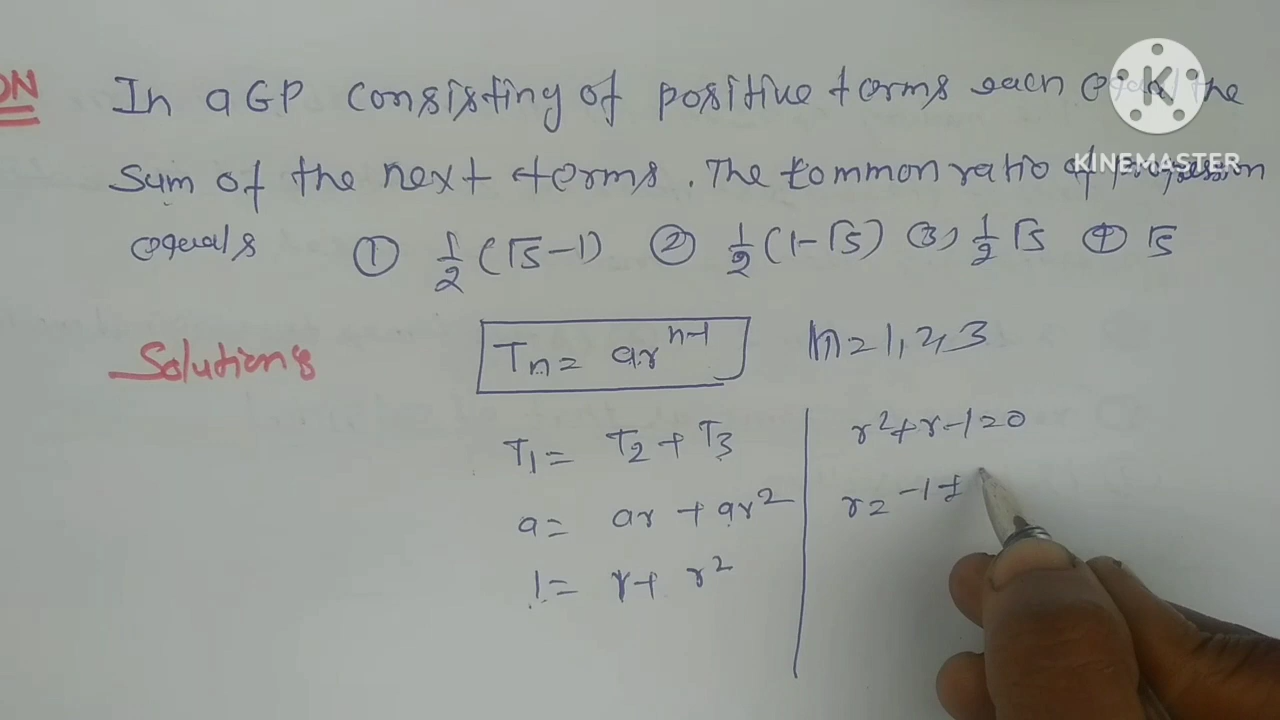 ON In a GP consisting of positive terms each equal the
sum of the next terms. The common ratio of progression
equals ① 1/2 (√5-1) ② 1/2 (1-√5) ③ 1/2 √5 ④ √5
Solutions
Tn = ar^(n-1) n=1,2,3
T1 = T2 + T3
a = ar + ar²
1 = r + r²
r²+r-1=0
r = -1 ±
K
KINEMASTER